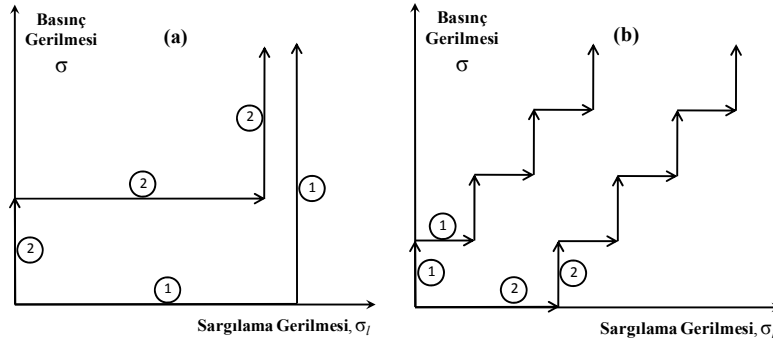 Basınç
Gerilmesi
σ
(a)
2
1
2
2
1
Sargılama Gerilmesi, σl
Basınç
Gerilmesi
σ
(b)
1
1
2
2
Sargılama Gerilmesi, σl